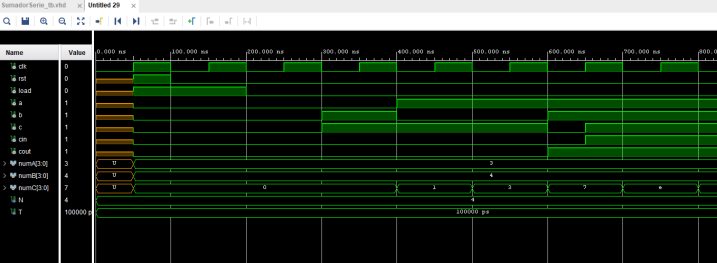 SumadorSerie_tb.vhd Untitled 29
Name Value
0.000 ns 100.000 ns 200.000 ns 300.000 ns 400.000 ns 500.000 ns 600.000 ns 700.000 ns 800.0
clk 0
rst 0
load 0
a 1
b 1
c 1
cin 1
cout 1
numA[3:0] 3 U 3
numB[3:0] 4 U 4
numC[3:0] 7 U 0 1 3 7 e
N 4 4
T 100000 ps 100000 ps